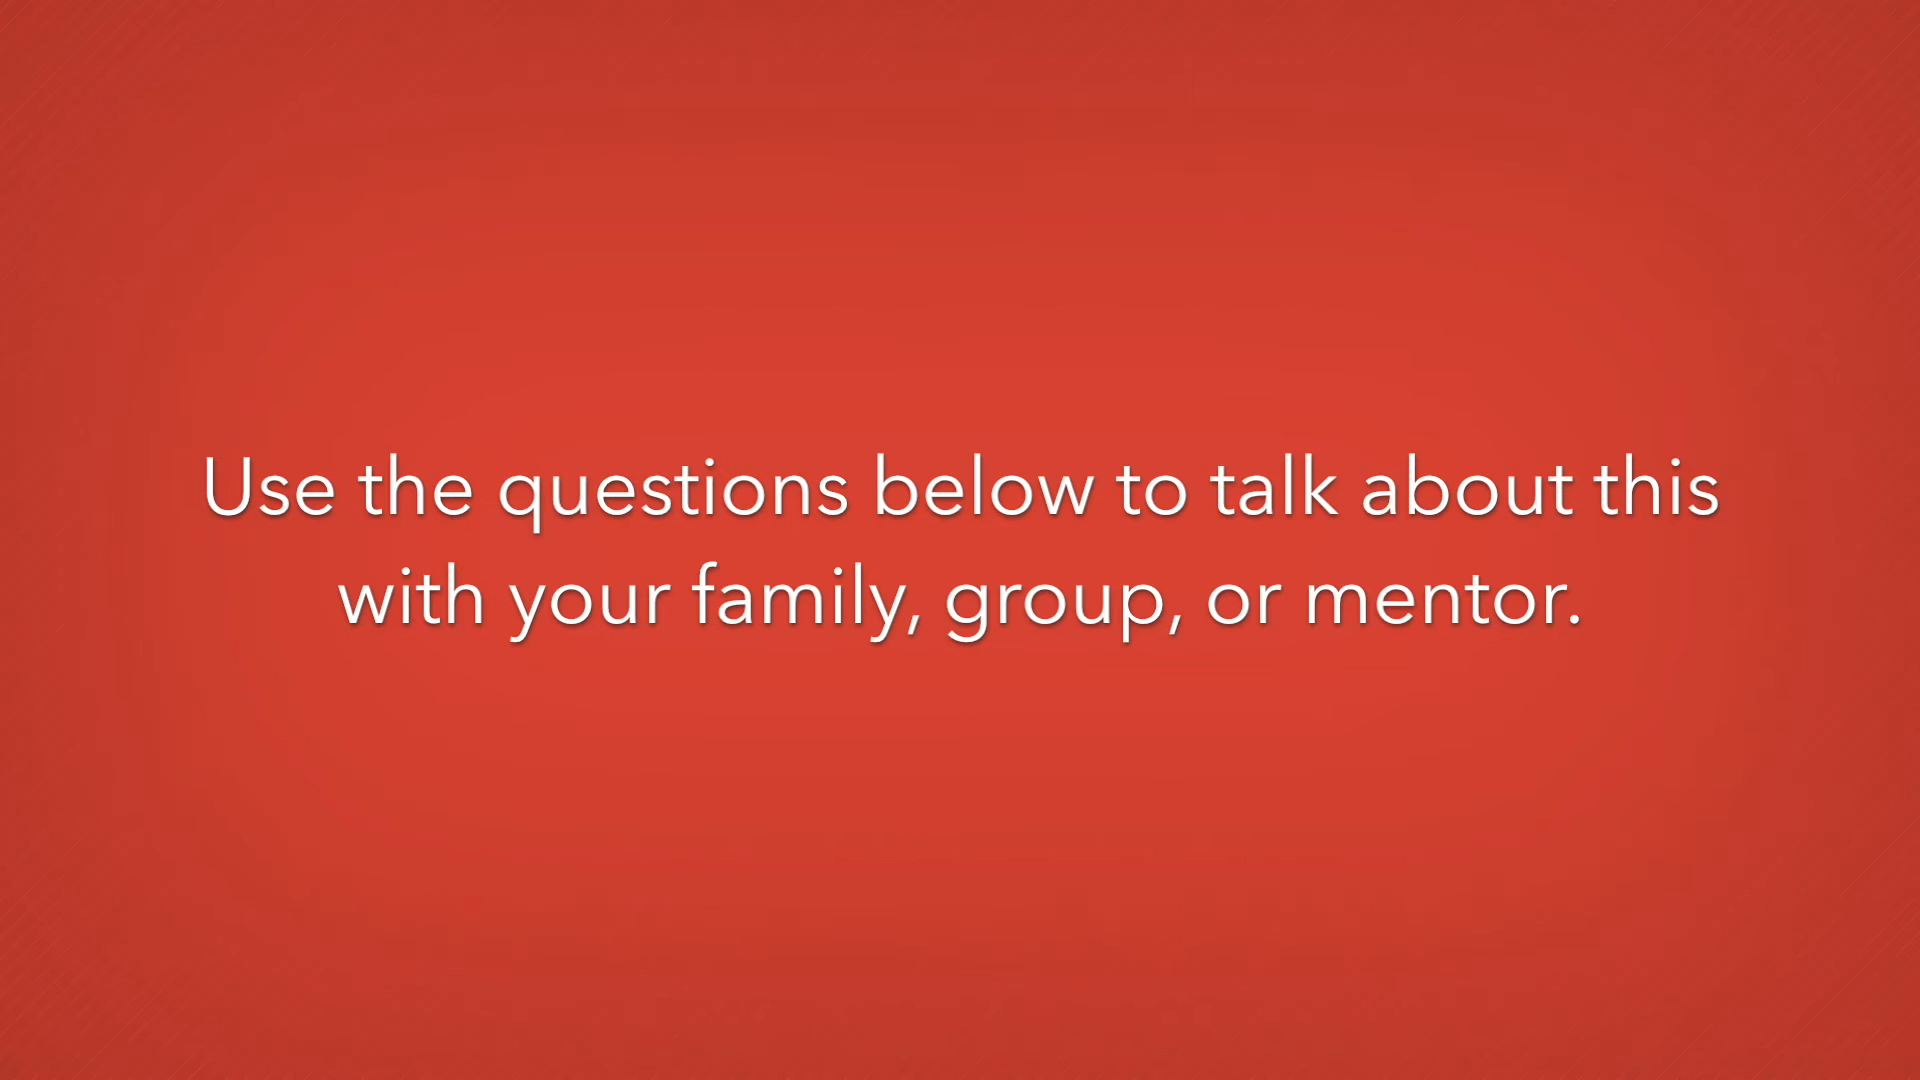 Use the questions below to talk about this
with your family, group, or mentor.